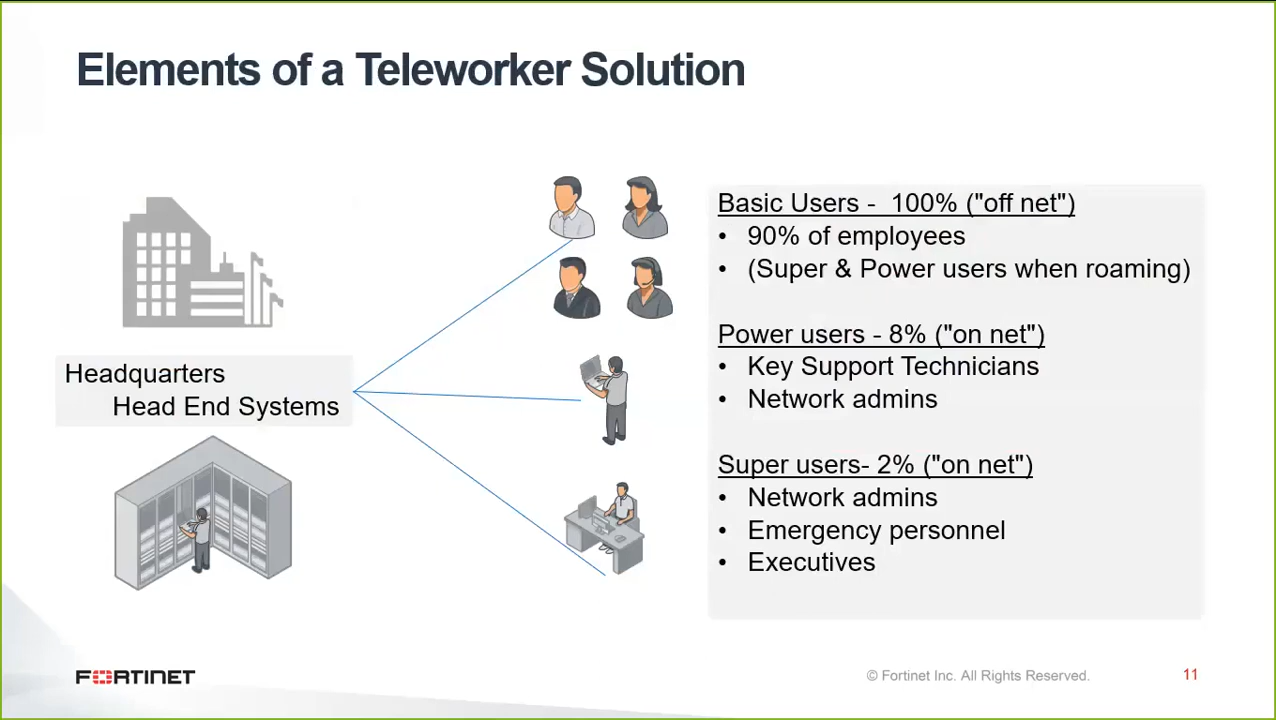 Elements of a Teleworker Solution
Headquarters
Head End Systems
Basic Users -  100% ("off net")
• 90% of employees
• (Super & Power users when roaming)
Power users - 8% ("on net")
• Key Support Technicians
• Network admins
Super users- 2% ("on net")
• Network admins
• Emergency personnel
• Executives
FORTINET
© Fortinet Inc. All Rights Reserved.
11